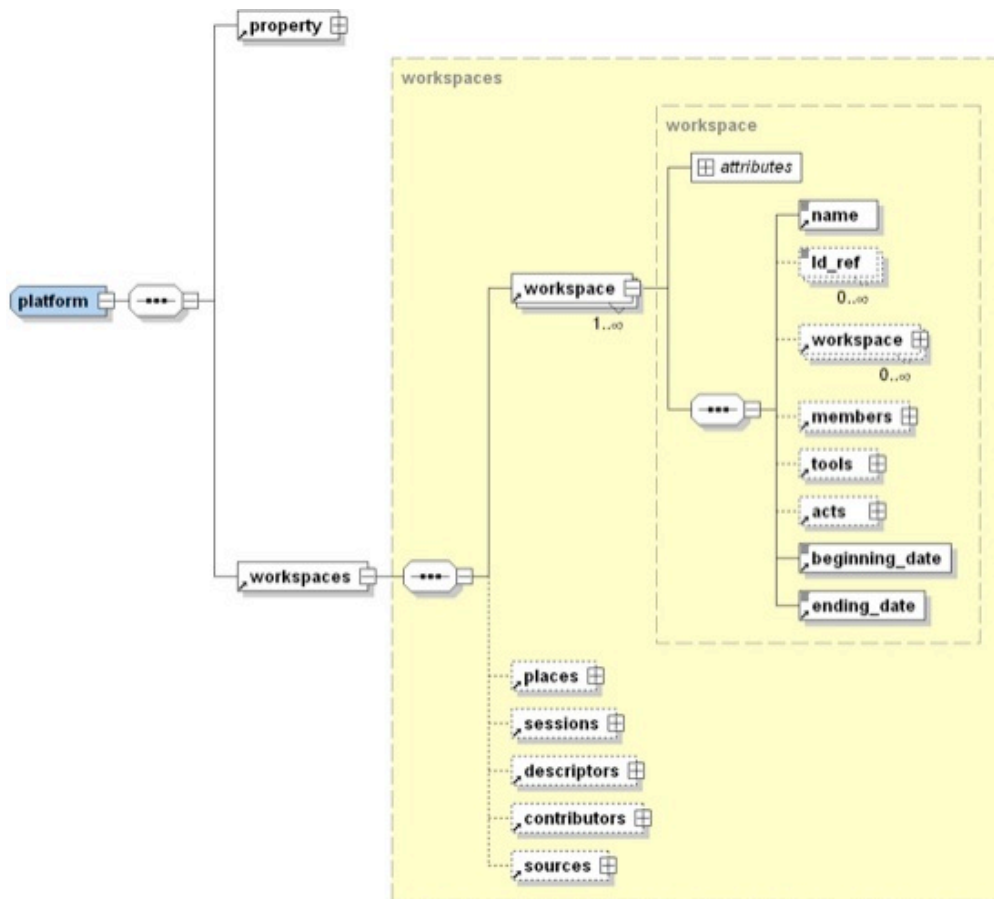 property
workspaces
workspace
attributes
name
ld_ref
0..∞
platform
workspace
1..∞
workspace
0..∞
members
tools
acts
beginning_date
workspaces
ending_date
places
sessions
descriptors
contributors
sources